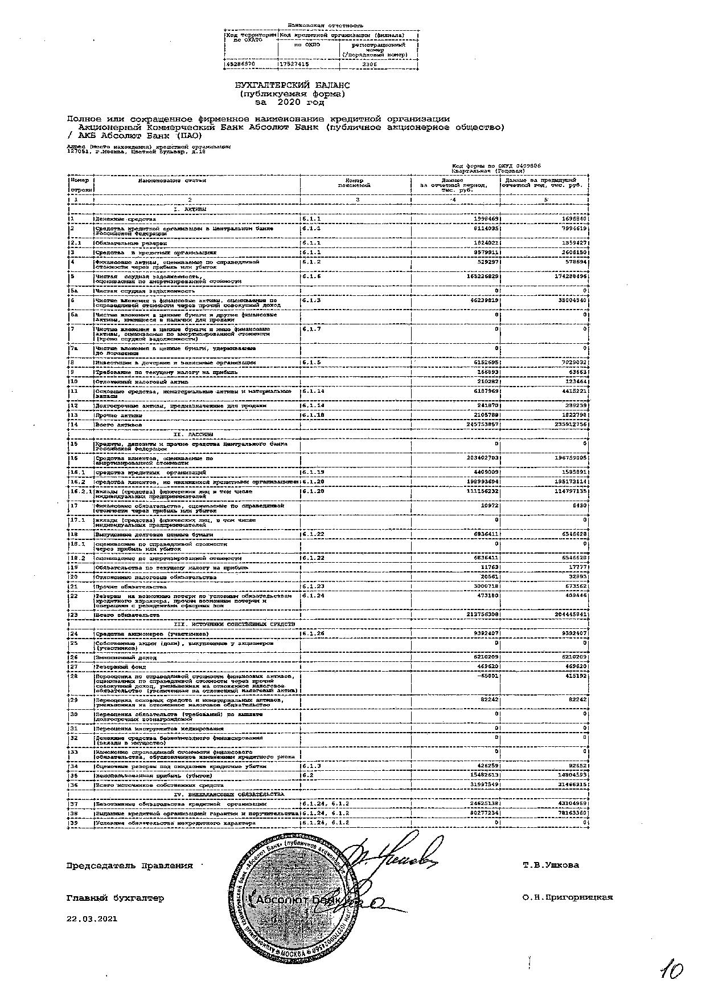 Банковская отчетность
Код территории Код кредитной организации (филиала)
по ОКАТО
по ОКПО регистрационный
номер
(/порядковый номер)
45286570 17527415 2306
БУХГАЛТЕРСКИЙ БАЛАНС
(публикуемая форма)
за 2020 год
Полное или сокращенное фирменное наименование кредитной организации
Акционерный Коммерческий Банк Абсолют Банк (публичное акционерное общество)
/ АКБ Абсолют Банк (ПАО)
Адрес (место нахождения) кредитной организации
127051, г.Москва, Цветной Бульвар, д.18
Код формы по ОКУД 0409806
Квартальная (Годовая)
Номер Наименование статьи Номер Данные Данные за предыдущий
пояснений за отчетный период, отчетный год, тыс. руб.
строки тыс. руб.
1 2 3 4 5
I. АКТИВЫ
1 Денежные средства 6.1.1 1998469 1696840
2 Средства кредитной организации в Центральном банке 6.1.1 8114035 7994619
Российской Федерации
2.1 Обязательные резервы 6.1.1 1824021 1859427
3 Средства в кредитных организациях 6.1.1 8579911 2606150
4 Финансовые активы, оцениваемые по справедливой 6.1.2 529297 578694
стоимости через прибыль или убыток
5 Чистая ссудная задолженность, 6.1.6 165226829 174288496
оцениваемая по амортизированной стоимости
5а Чистая ссудная задолженность 0 0
6 Чистые вложения в финансовые активы, оцениваемые по 6.1.3 46239819 35004540
справедливой стоимости через прочий совокупный доход
6а Чистые вложения в ценные бумаги и другие финансовые 0 0
активы, имеющиеся в наличии для продажи
7 Чистые вложения в ценные бумаги и иные финансовые 6.1.7 0 0
активы, оцениваемые по амортизированной стоимости
(кроме ссудной задолженности)
7а Чистые вложения в ценные бумаги, удерживаемые 0 0
до погашения
8 Инвестиции в дочерние и зависимые организации 6.1.5 6152695 7029032
9 Требование по текущему налогу на прибыль 166893 63663
10 Отложенный налоговый актив 210282 123464
11 Основные средства, нематериальные активы и материальные 6.1.14 6187969 4415221
запасы
12 Долгосрочные активы, предназначенные для продажи 6.1.14 241870 289239
13 Прочие активы 6.1.18 2105788 1822798
14 Всего активов 245753857 235912756
II. ПАССИВЫ
15 Кредиты, депозиты и прочие средства Центрального банка 0 0
Российской Федерации
16 Средства клиентов, оцениваемые по 203402703 196759005
амортизированной стоимости
16.1 средства кредитных организаций 6.1.19 4409009 1585891
16.2 средства клиентов, не являющихся кредитными организациями 6.1.20 198993694 195173114
16.2.1 вклады (средства) физических лиц в том числе 6.1.20 111156232 114797135
индивидуальных предпринимателей
17 Финансовые обязательства, оцениваемые по справедливой 10972 6430
стоимости через прибыль или убыток
17.1 вклады (средства) физических лиц, в том числе 0 0
индивидуальных предпринимателей
18 Выпущенные долговые ценные бумаги 6.1.22 6836411 6546628
18.1 оцениваемые по справедливой стоимости 0 0
через прибыль или убыток
18.2 оцениваемые по амортизированной стоимости 6.1.22 6836411 6546628
19 Обязательства по текущему налогу на прибыль 11763 17777
20 Отложенные налоговые обязательства 20561 32993
21 Прочие обязательства 6.1.23 3000718 673562
22 Резервы на возможные потери по условным обязательствам 6.1.24 473180 409446
кредитного характера, прочим возможным потерям и
операциям с резидентами офшорных зон
23 Всего обязательств 213756308 204445841
III. ИСТОЧНИКИ СОБСТВЕННЫХ СРЕДСТВ
24 Средства акционеров (участников) 6.1.26 9392407 9392407
25 Собственные акции (доли), выкупленные у акционеров 0 0
(участников)
26 Эмиссионный доход 6210209 6210209
27 Резервный фонд 469620 469620
28 Переоценка по справедливой стоимости финансовых активов, -65801 415192
оцениваемых по справедливой стоимости через прочий
совокупный доход, уменьшенная на отложенное налоговое
обязательство (увеличенная на отложенный налоговый актив)
29 Переоценка основных средств и нематериальных активов, 82242 82242
уменьшенная на отложенное налоговое обязательство
30 Переоценка обязательств (требований) по выплате 0 0
долгосрочных вознаграждений
31 Переоценка инструментов хеджирования 0 0
32 Денежные средства безвозмездного финансирования 0 0
(вклады в имущество)
33 Изменение справедливой стоимости финансового 0 0
обязательства, обусловленное изменением кредитного риска
34 Оценочные резервы под ожидаемые кредитные убытки 6.1.3 426259 92652
35 Неиспользованная прибыль (убыток) 6.2 15482613 14804593
36 Всего источников собственных средств 31997549 31466915
IV. ВНЕБАЛАНСОВЫЕ ОБЯЗАТЕЛЬСТВА
37 Безотзывные обязательства кредитной организации 6.1.24, 6.1.2 24625138 43104959
38 Выданные кредитной организацией гарантии и поручительства 6.1.24, 6.1.2 80277234 78163360
39 Условные обязательства некредитного характера 6.1.24, 6.1.2 0 0
Председатель Правления Т.В.Ушкова
Абсолют Банк
Главный бухгалтер О.Н.Пригорницкая
22.03.2021
МОСКВА
10